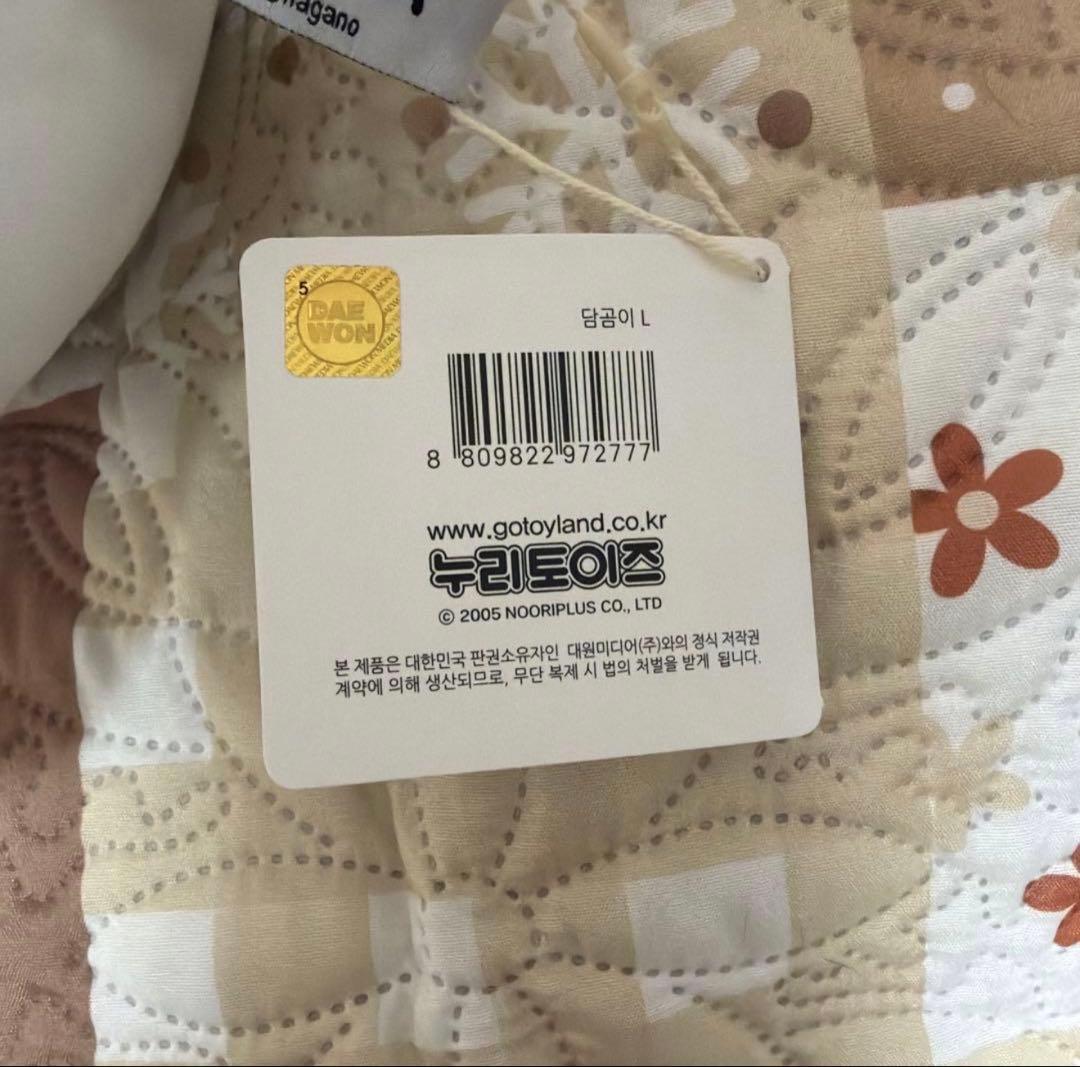 nagano
5
DAE
WON
담곰이 L
8 809822 972777
www.gotoyland.co.kr
누리토이즈
© 2005 NOORIPLUS CO., LTD
본 제품은 대한민국 판권소유자인 대원미디어(주)와의 정식 저작권
계약에 의해 생산되므로, 무단 복제 시 법의 처벌을 받게 됩니다.